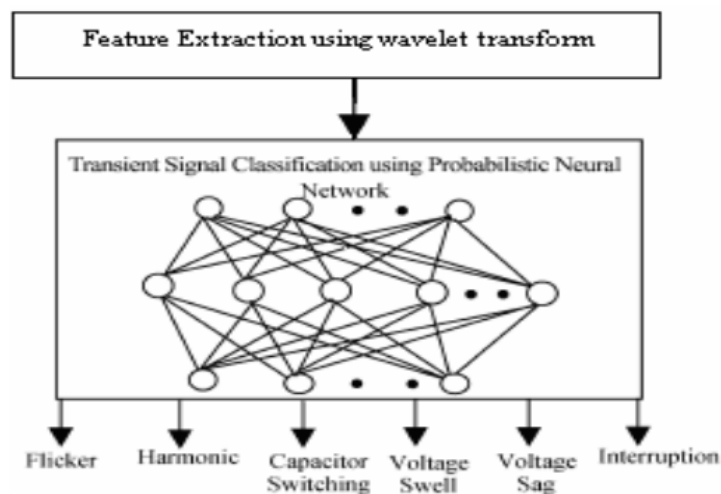 Feature Extraction using wavelet transform
Transient Signal Classification using Probabilistic Neural
Network
Flicker
Harmonic
Capacitor
Switching
Voltage
Swell
Voltage
Sag
Interruption